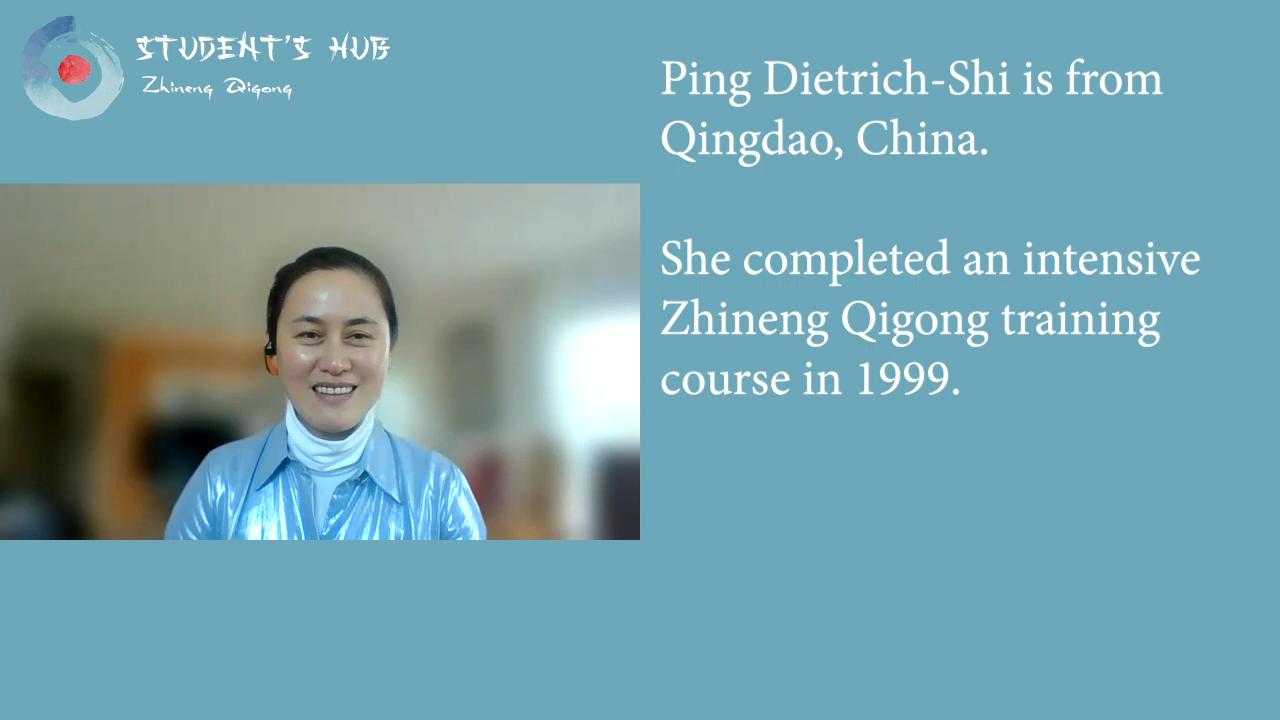 STUDENT'S HUB
Zhineng Qigong
Ping Dietrich-Shi is from
Qingdao, China.
She completed an intensive
Zhineng Qigong training
course in 1999.